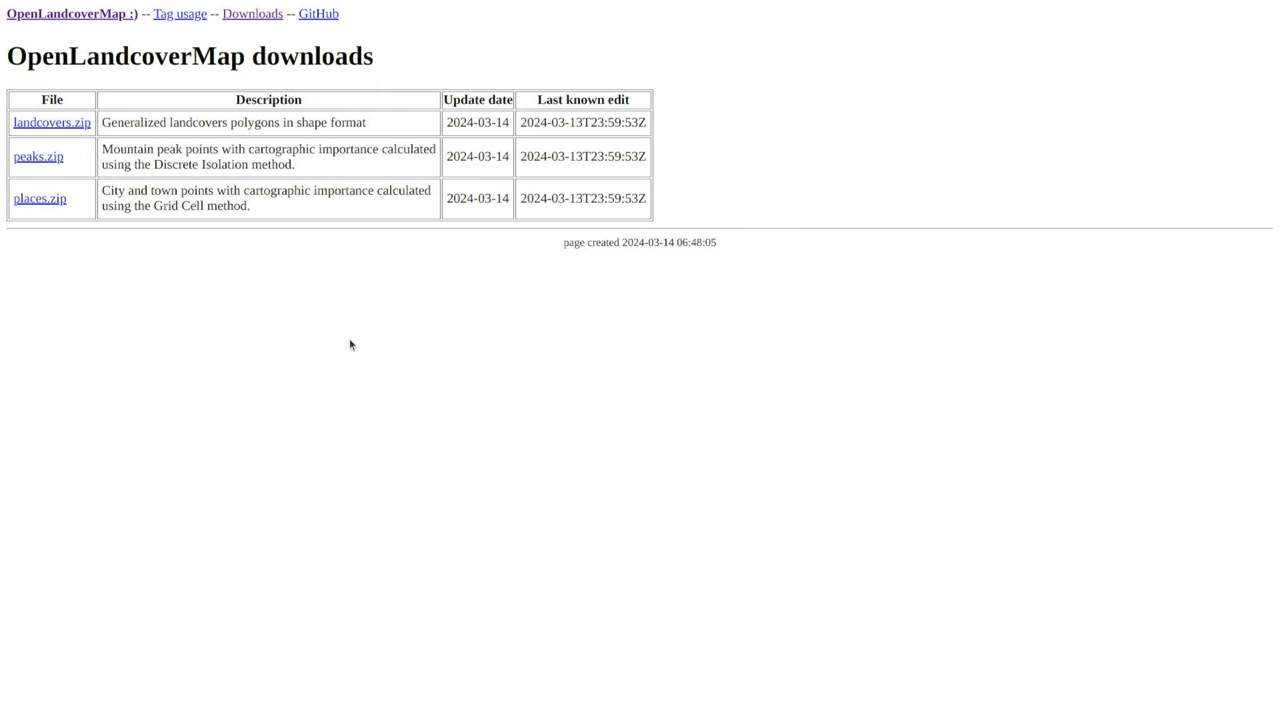 OpenLandcoverMap :) -- Tag usage -- Downloads -- GitHub
OpenLandcoverMap downloads
File Description Update date Last known edit
landcovers.zip Generalized landcovers polygons in shape format 2024-03-14 2024-03-13T23:59:53Z
peaks.zip Mountain peak points with cartographic importance calculated
using the Discrete Isolation method. 2024-03-14 2024-03-13T23:59:53Z
places.zip City and town points with cartographic importance calculated
using the Grid Cell method. 2024-03-14 2024-03-13T23:59:53Z
page created 2024-03-14 06:48:05